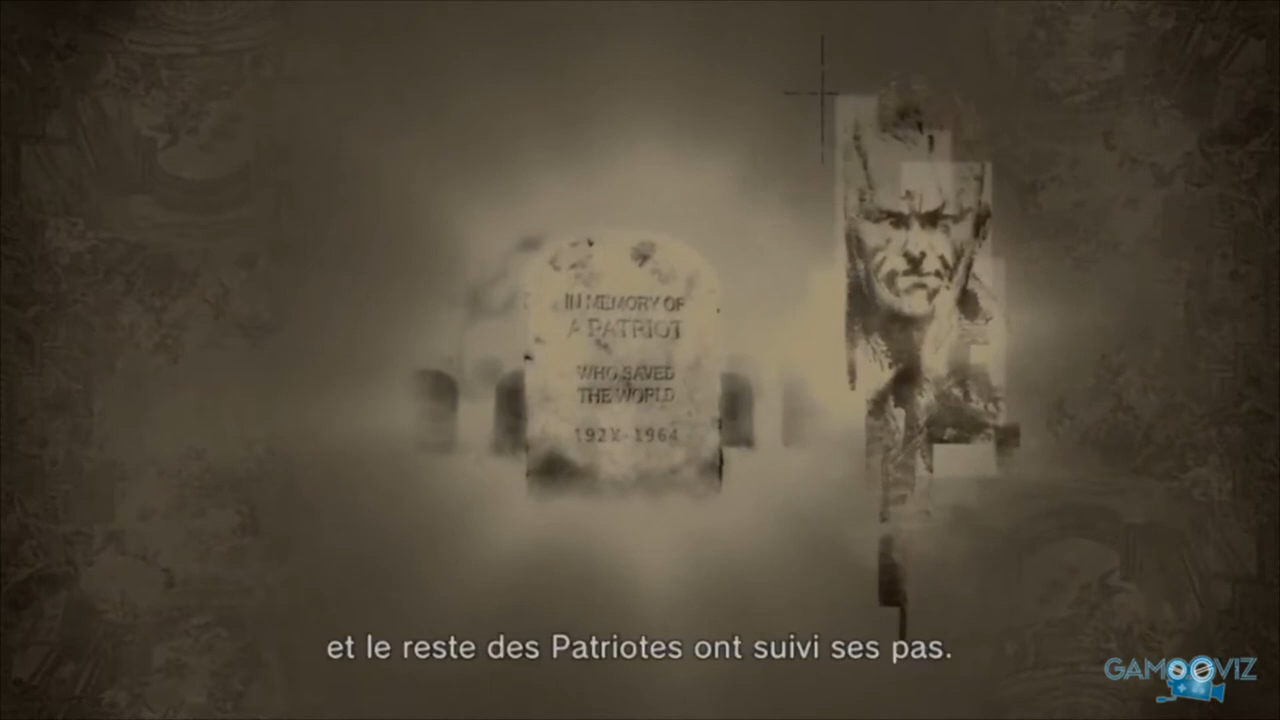 IN MEMORY OF
A PATRIOT
WHO SAVED
THE WORLD
192X-1964
et le reste des Patriotes ont suivi ses pas.
GAMOOVIZ